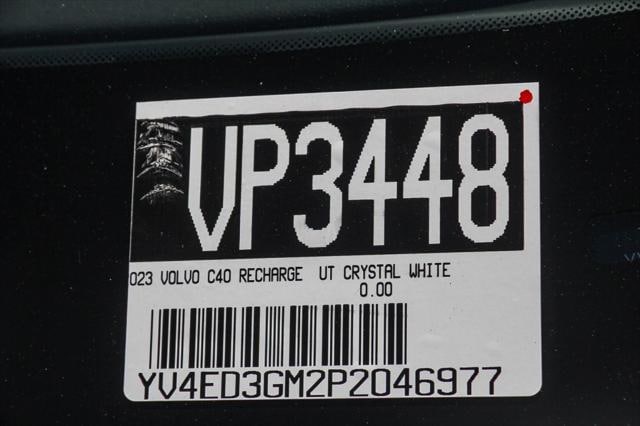 VP3448
023 VOLVO C40 RECHARGE UT CRYSTAL WHITE
0.00
YV4ED3GM2P2046977